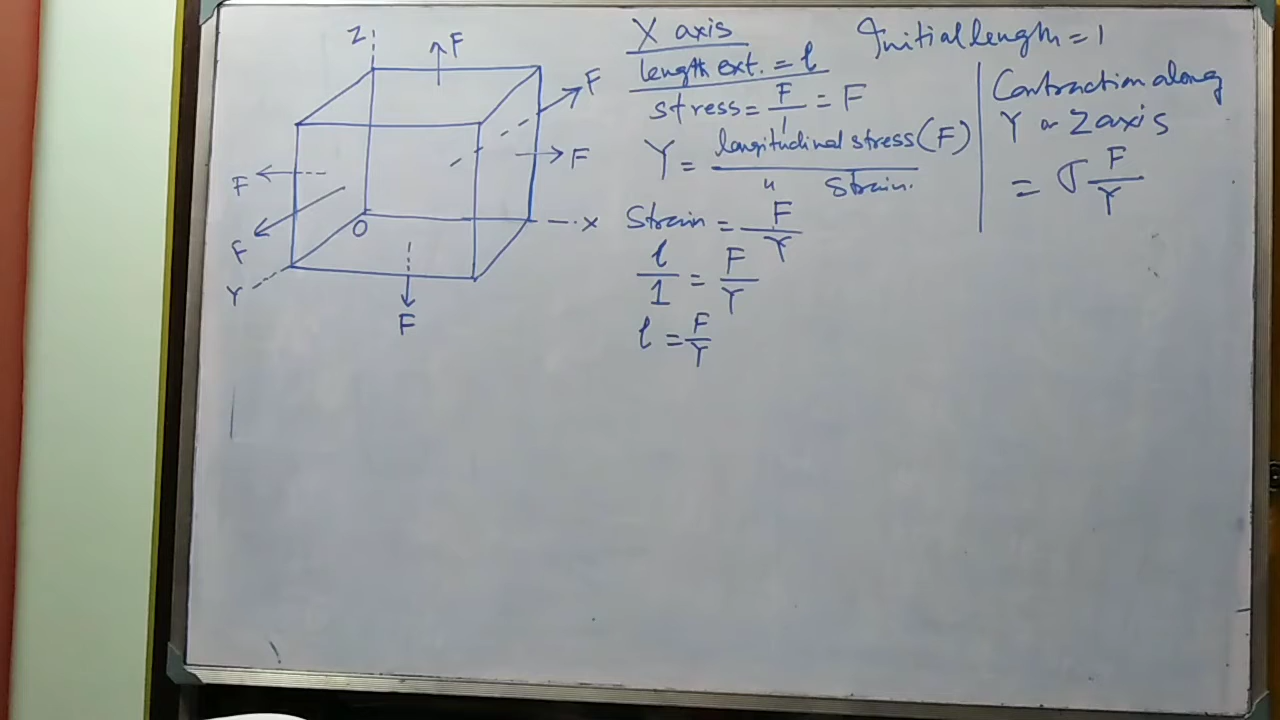 Z
F
F
F
F
F
O
X
Y
F
X axis
length ext. = l
stress = F/1 = F
Y = longitudinal stress (F) / " Strain.
Strain = F/Y
l/1 = F/Y
l = F/Y
Initial length = 1
Contraction along
Y or Z axis
= σ F/Y